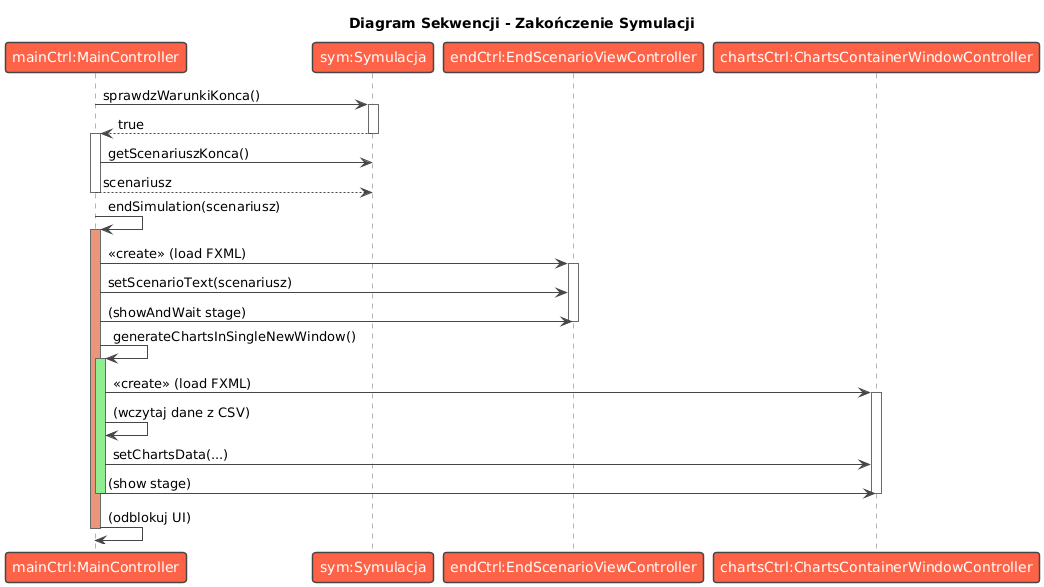 Diagram Sekwencji - Zakończenie Symulacji
mainCtrl:MainController
sym:Symulacja
endCtrl:EndScenarioViewController
chartsCtrl:ChartsContainerWindowController
sprawdzWarunkiKonca()
true
getScenariuszKonca()
scenariusz
endSimulation(scenariusz)
«create» (load FXML)
setScenarioText(scenariusz)
(showAndWait stage)
generateChartsInSingleNewWindow()
«create» (load FXML)
(wczytaj dane z CSV)
setChartsData(...)
(show stage)
(odblokuj UI)
mainCtrl:MainController
sym:Symulacja
endCtrl:EndScenarioViewController
chartsCtrl:ChartsContainerWindowController